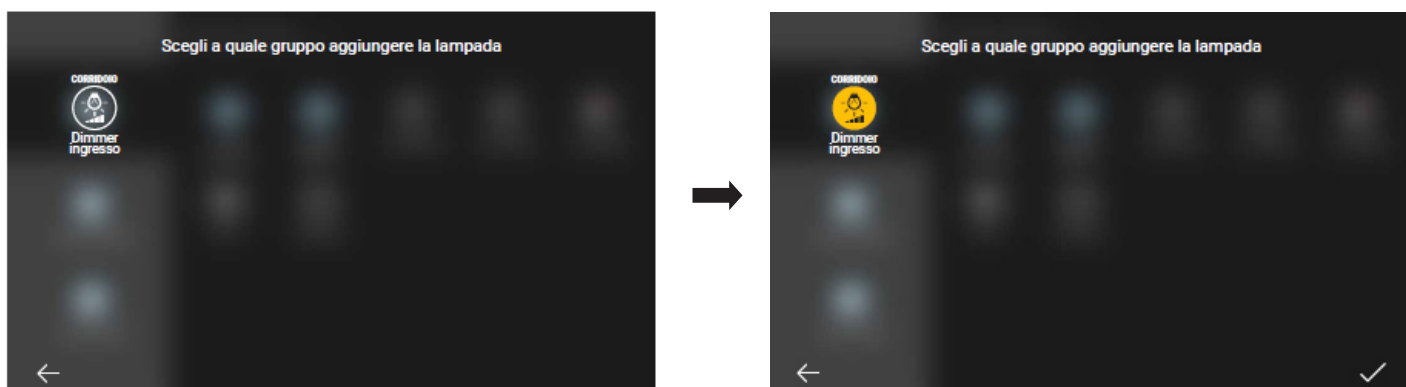 Scegli a quale gruppo aggiungere la lampada
CORRIDOIO
Dimmer
ingresso
Scegli a quale gruppo aggiungere la lampada
CORRIDOIO
Dimmer
ingresso